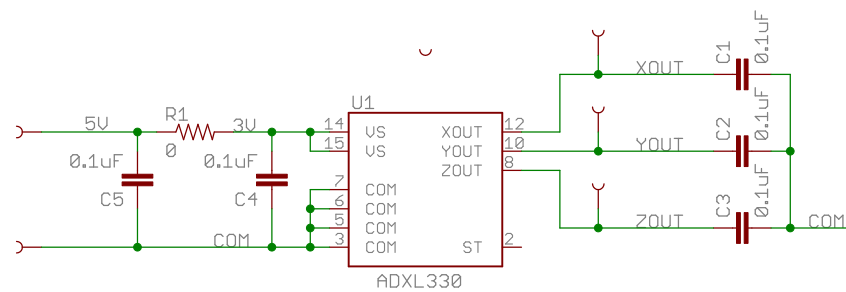 5V
R1
0
3V
0.1uF
C5
0.1uF
C4
COM
U1
14 VS XOUT 12
15 VS YOUT 10
ZOUT 8
7 COM
6 COM
5 COM
3 COM ST 2
ADXL330
XOUT
C1
0.1uF
YOUT
C2
0.1uF
ZOUT
C3
0.1uF
COM